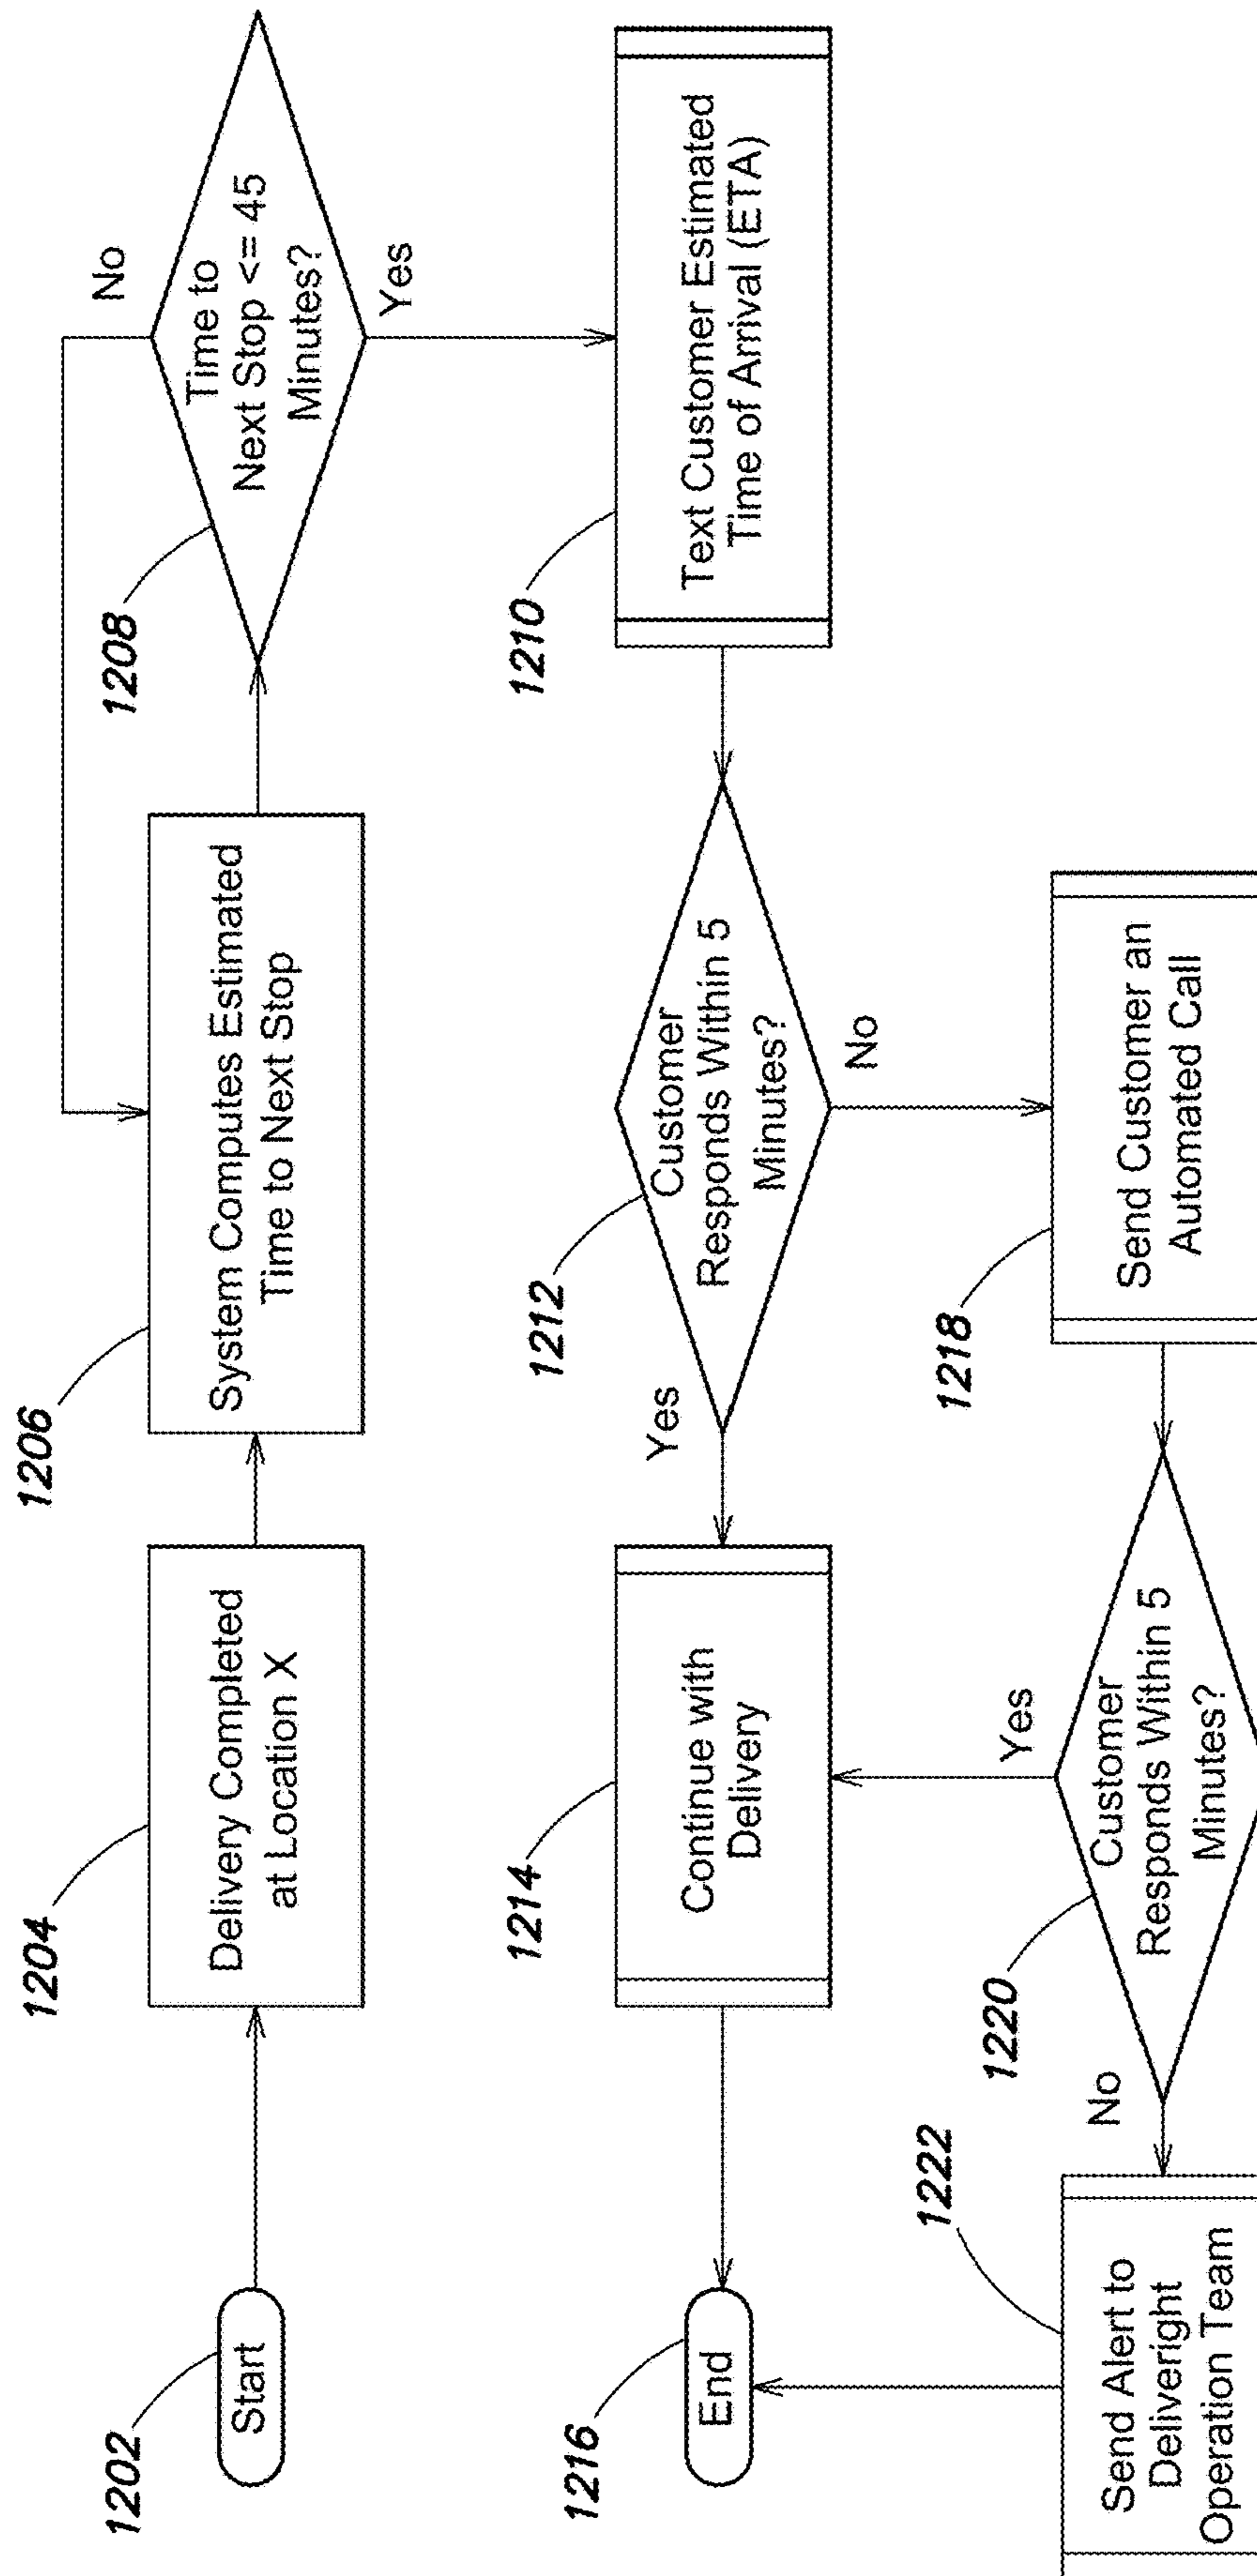 1202
Start
1204
Delivery Completed
at Location X
1206
System Computes Estimated
Time to Next Stop
1208
Time to
Next Stop <= 45
Minutes?
No
Yes
1210
Text Customer Estimated
Time of Arrival (ETA)
1212
Customer
Responds Within 5
Minutes?
Yes
No
1214
Continue with
Delivery
1216
End
1218
Send Customer an
Automated Call
1220
Customer
Responds Within 5
Minutes?
Yes
No
1222
Send Alert to
Deliveright
Operation Team